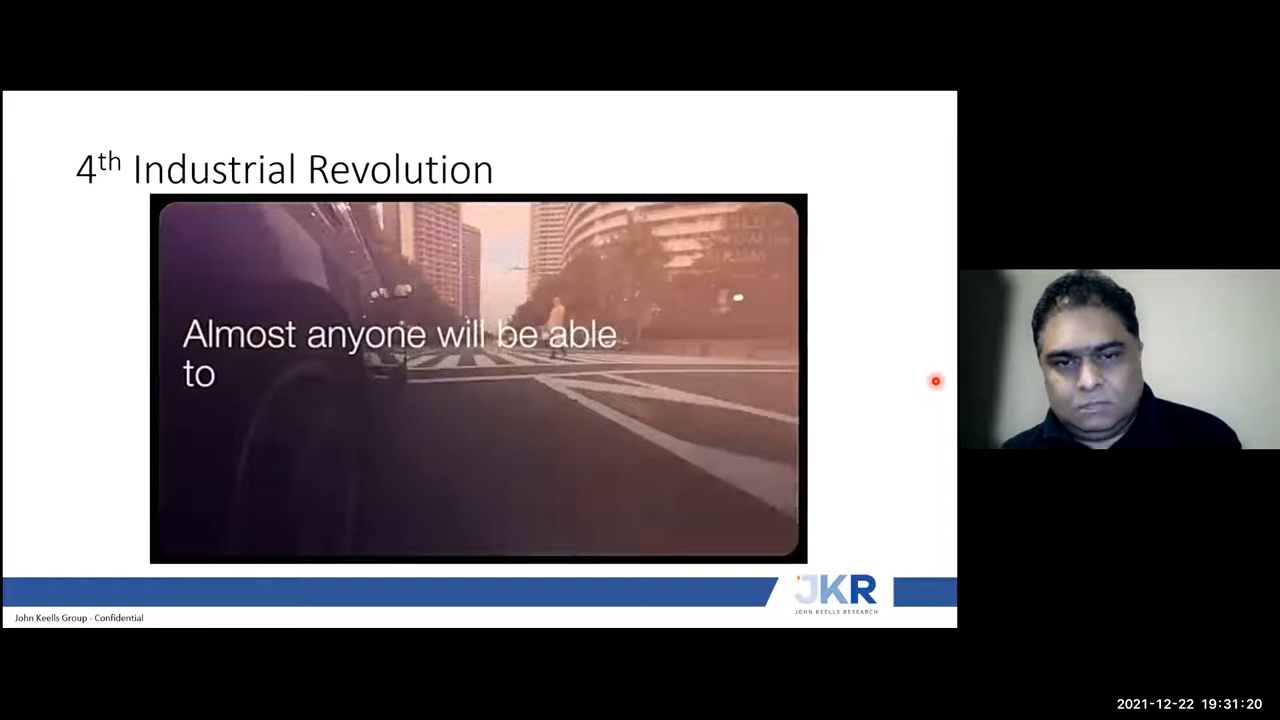 4th Industrial Revolution
Almost anyone will be able
to
JKR
JOHN KEELLS RESEARCH
John Keells Group - Confidential
2021-12-22 19:31:20